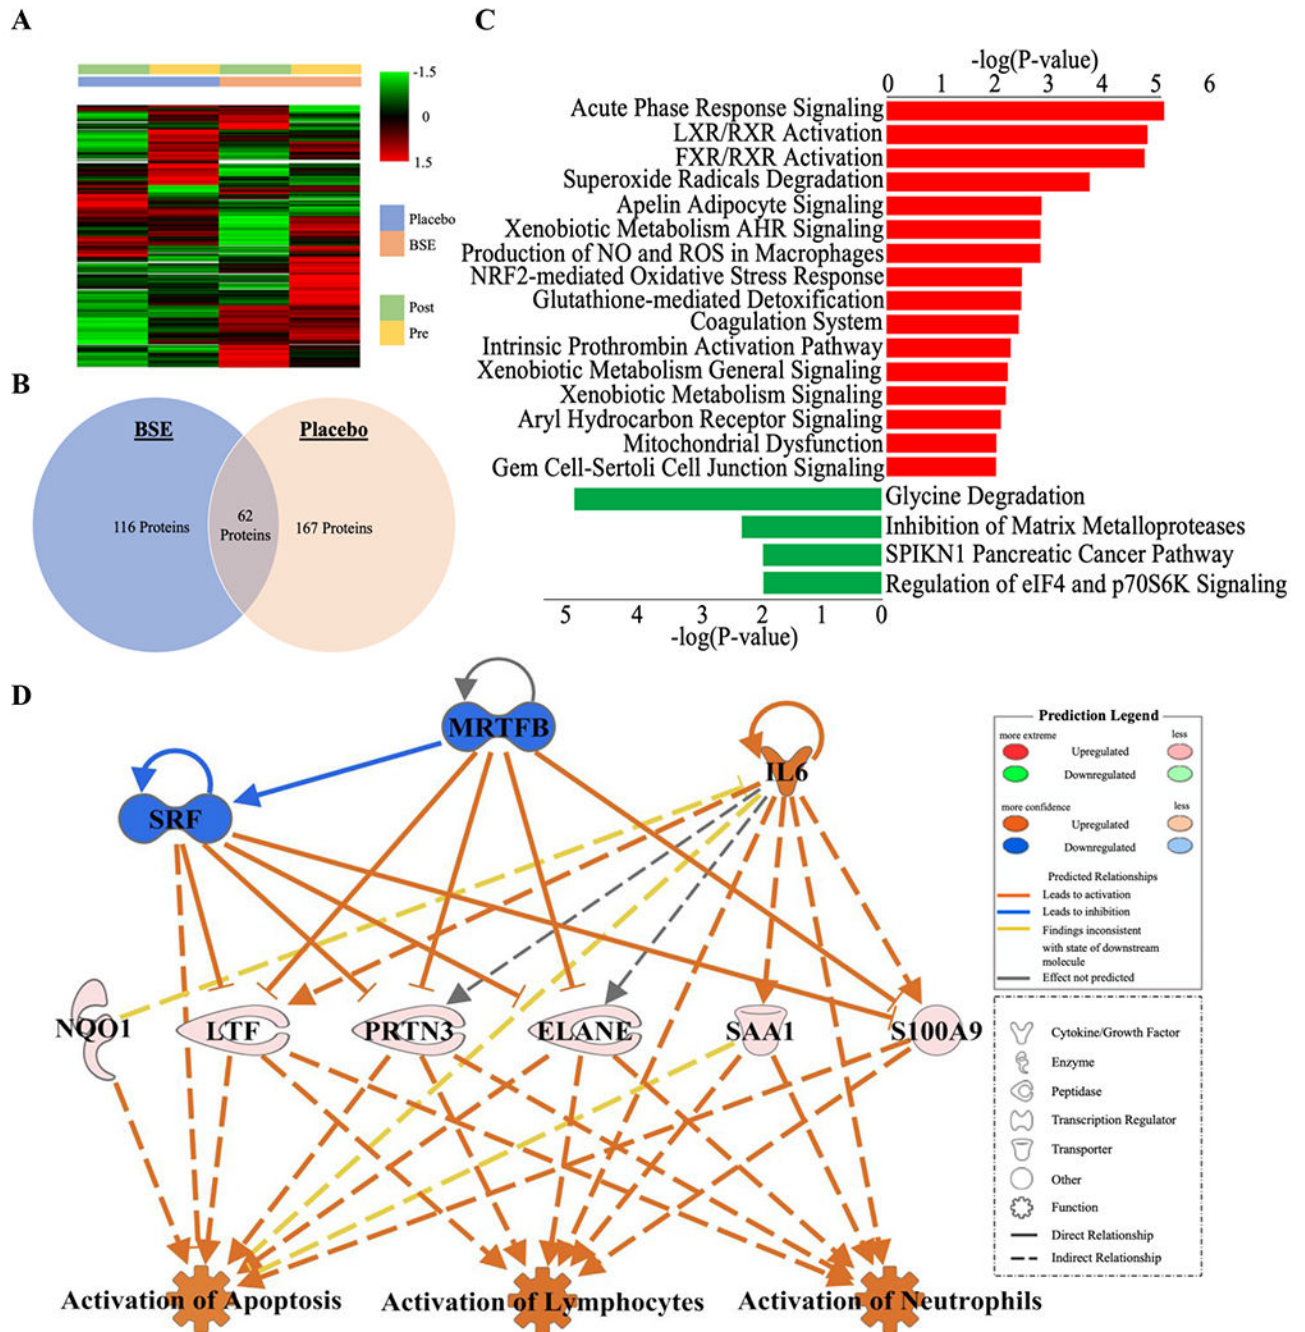 A
-1.5
0
1.5
Placebo
BSE
Post
Pre
B
BSE
Placebo
116 Proteins
62
Proteins
167 Proteins
C
-log(P-value)
0 1 2 3 4 5 6
Acute Phase Response Signaling
LXR/RXR Activation
FXR/RXR Activation
Superoxide Radicals Degradation
Apelin Adipocyte Signaling
Xenobiotic Metabolism AHR Signaling
Production of NO and ROS in Macrophages
NRF2-mediated Oxidative Stress Response
Glutathione-mediated Detoxification
Coagulation System
Intrinsic Prothrombin Activation Pathway
Xenobiotic Metabolism General Signaling
Xenobiotic Metabolism Signaling
Aryl Hydrocarbon Receptor Signaling
Mitochondrial Dysfunction
Gem Cell-Sertoli Cell Junction Signaling
Glycine Degradation
Inhibition of Matrix Metalloproteases
SPIKN1 Pancreatic Cancer Pathway
Regulation of eIF4 and p70S6K Signaling
5 4 3 2 1 0
-log(P-value)
D
MRTFB
IL6
SRF
NQO1
LTF
PRTN3
ELANE
SAA1
S100A9
Activation of Apoptosis
Activation of Lymphocytes
Activation of Neutrophils
Prediction Legend
more extreme less
Upregulated
Downregulated
more confidence less
Upregulated
Downregulated
Predicted Relationships
Leads to activation
Leads to inhibition
Findings inconsistent
with state of downstream
molecule
Effect not predicted
Cytokine/Growth Factor
Enzyme
Peptidase
Transcription Regulator
Transporter
Other
Function
Direct Relationship
Indirect Relationship